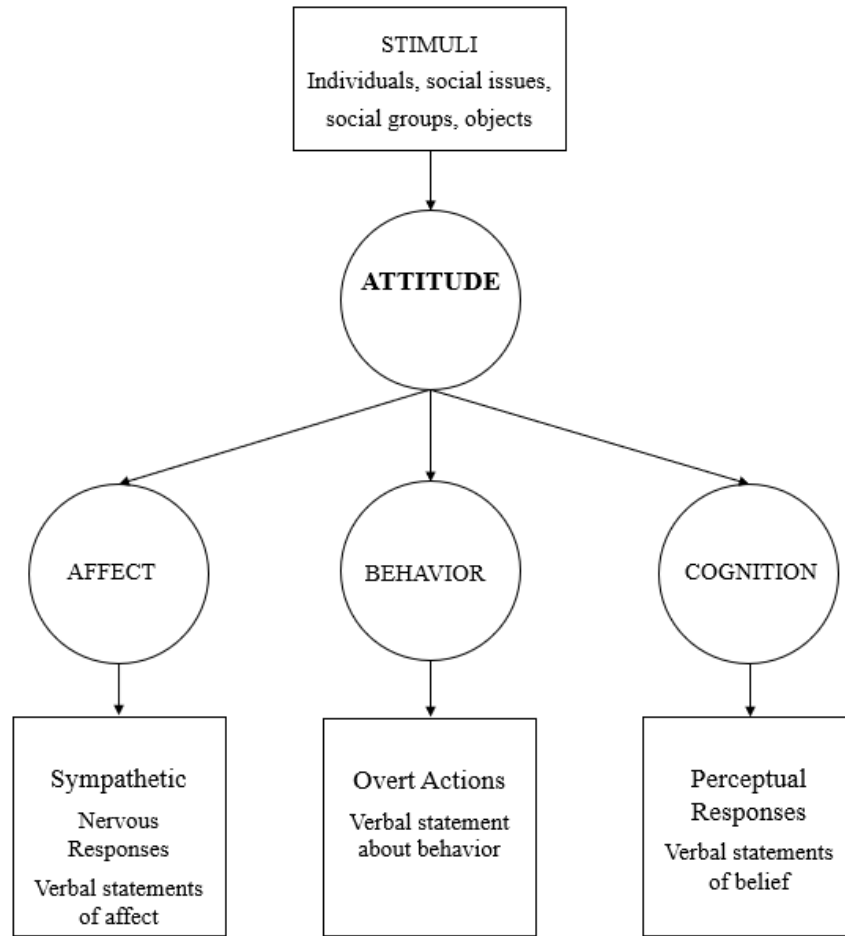 STIMULI
Individuals, social issues,
social groups, objects
ATTITUDE
AFFECT
BEHAVIOR
COGNITION
Sympathetic
Nervous
Responses
Verbal statements
of affect
Overt Actions
Verbal statement
about behavior
Perceptual
Responses
Verbal statements
of belief